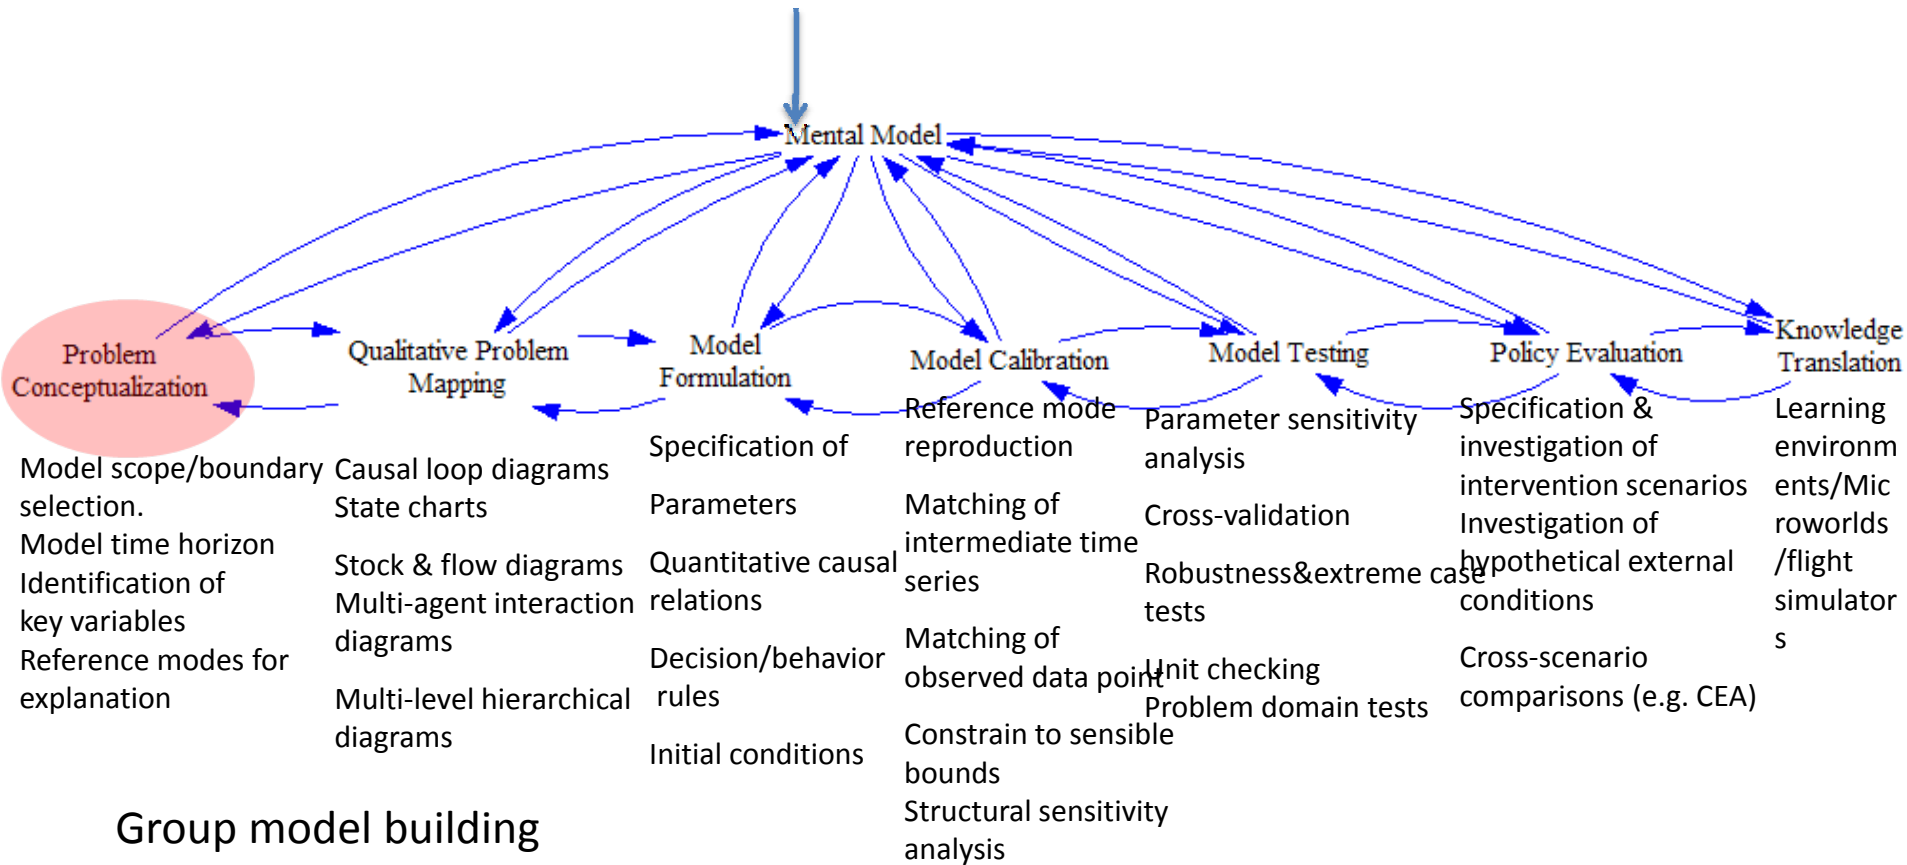 Mental Model
Problem
Conceptualization
Qualitative Problem
Mapping
Model
Formulation
Model Calibration
Model Testing
Policy Evaluation
Knowledge
Translation
Model scope/boundary
selection.
Model time horizon
Identification of
key variables
Reference modes for
explanation
Causal loop diagrams
State charts
Stock & flow diagrams
Multi-agent interaction
diagrams
Multi-level hierarchical
diagrams
Specification of
Parameters
Quantitative causal
relations
Decision/behavior
rules
Initial conditions
Reference mode
reproduction
Matching of
intermediate time
series
Matching of
observed data point
Constrain to sensible
bounds
Structural sensitivity
analysis
Parameter sensitivity
analysis
Cross-validation
Robustness&extreme case
tests
Unit checking
Problem domain tests
Specification &
investigation of
intervention scenarios
Investigation of
hypothetical external
conditions
Cross-scenario
comparisons (e.g. CEA)
Learning
environm
ents/Mic
roworlds
/flight
simulator
s
Group model building